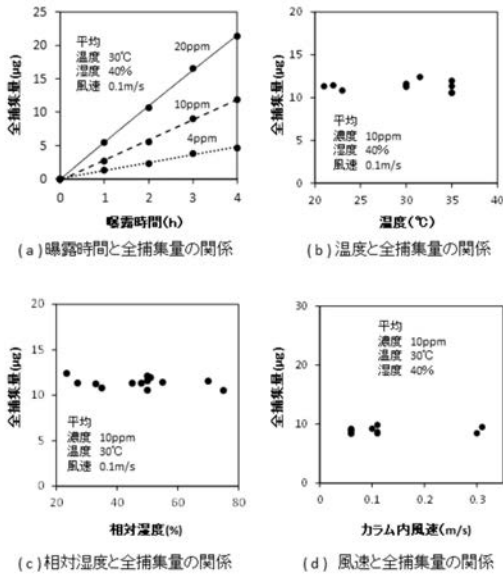 全捕集量(μg)
25
20
15
10
5
0
平均
温度 30℃
湿度 40%
風速 0.1m/s
20ppm
10ppm
4ppm
0 1 2 3 4
曝露時間(h)
(a)曝露時間と全捕集量の関係
全捕集量(μg)
20
15
10
5
0
平均
濃度 10ppm
湿度 40%
風速 0.1m/s
20 25 30 35 40
温度(℃)
(b)温度と全捕集量の関係
全捕集量(μg)
20
15
10
5
0
平均
濃度 10ppm
温度 30℃
風速 0.1m/s
20 40 60 80
相対湿度(%)
(c)相対湿度と全捕集量の関係
全捕集量(μg)
30
20
10
0
平均
濃度 10ppm
温度 30℃
湿度 40%
0 0.1 0.2 0.3
カラム内風速(m/s)
(d) 風速と全捕集量の関係